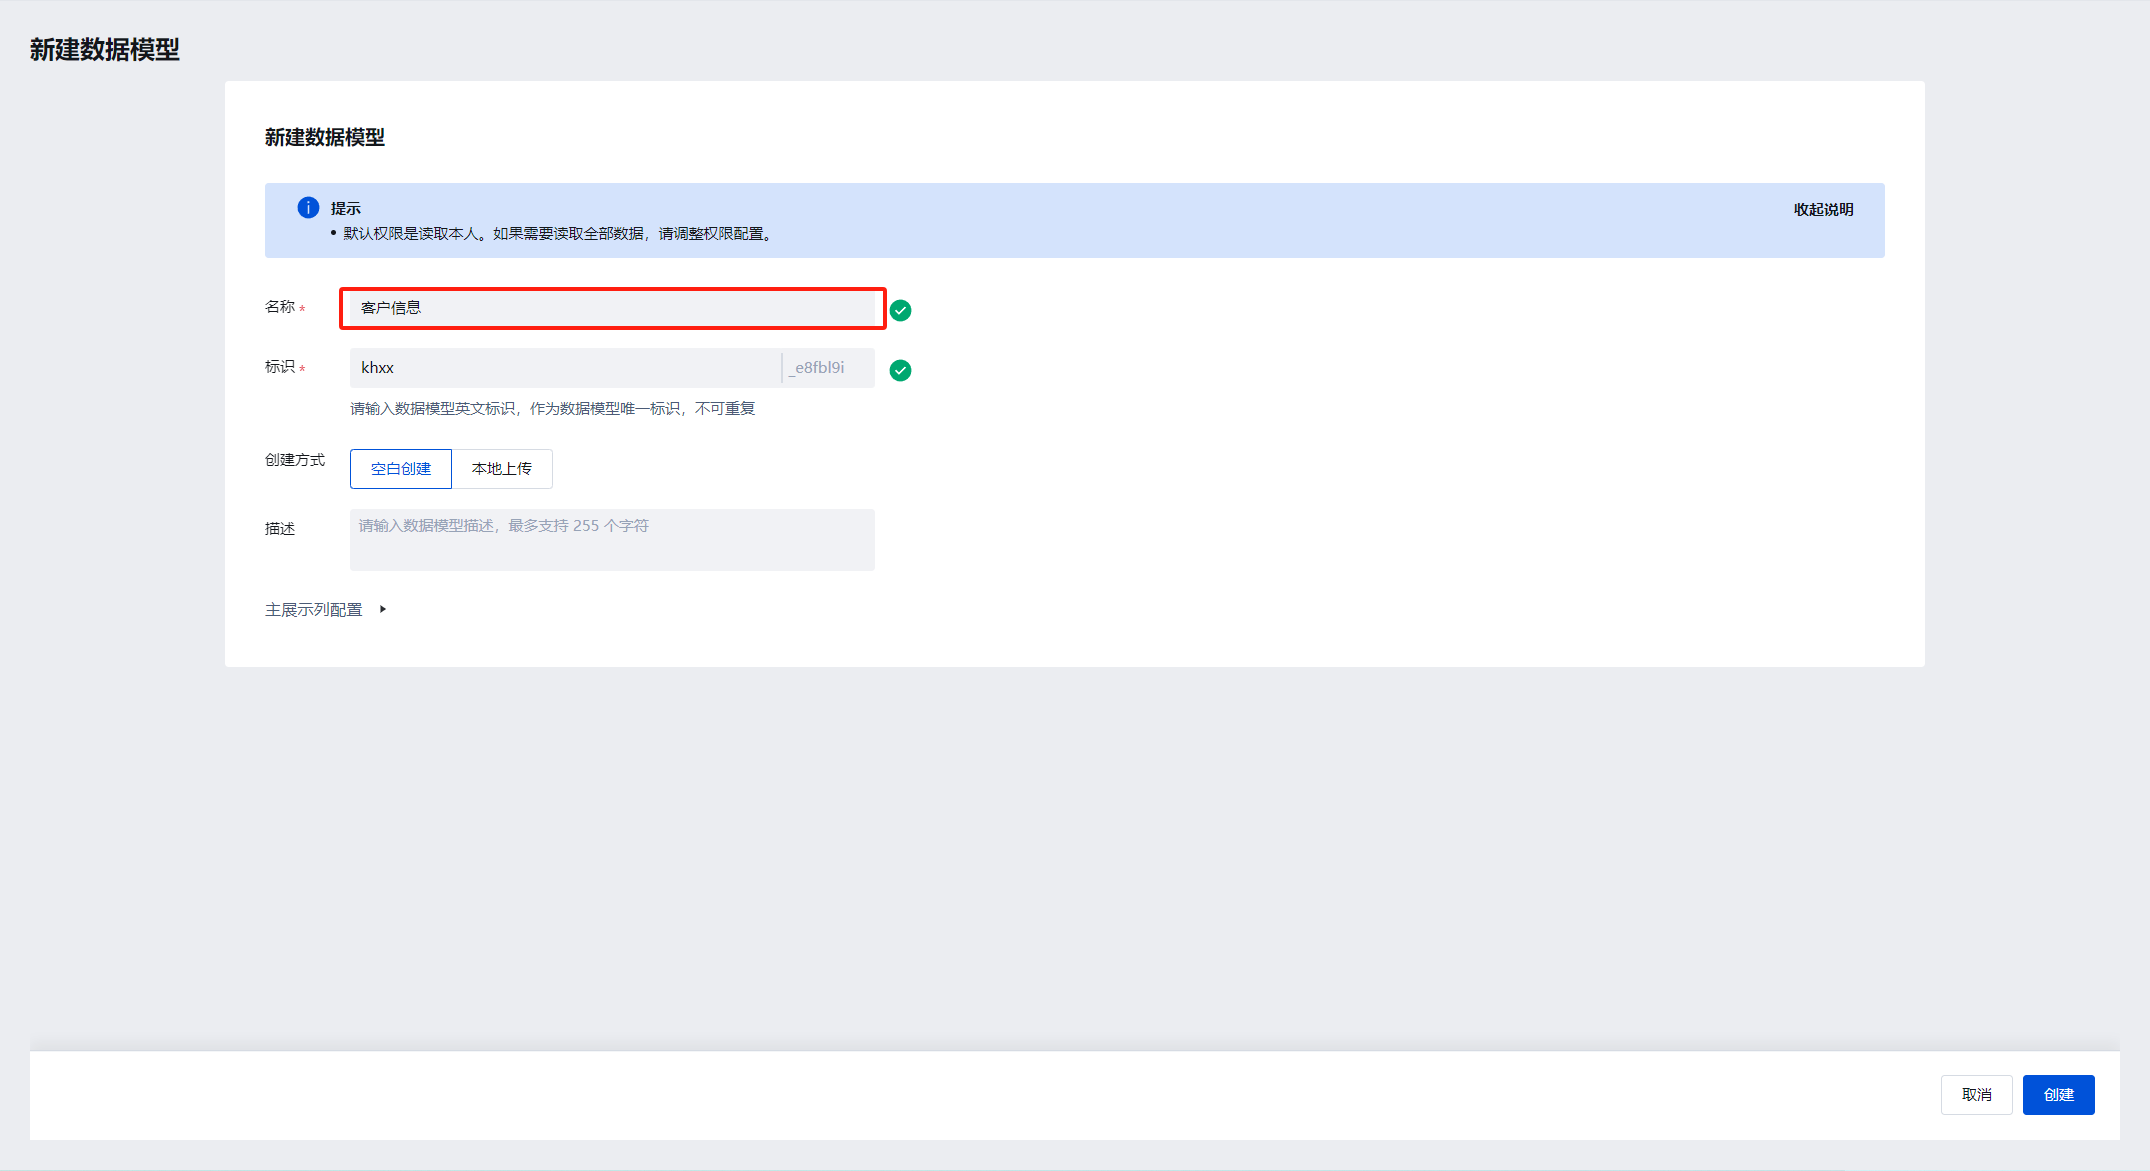 新建数据模型
新建数据模型
提示
收起说明
• 默认权限是读取本人。如果需要读取全部数据，请调整权限配置。
名称 * 客户信息
标识 * khxx _e8fbl9i
请输入数据模型英文标识，作为数据模型唯一标识，不可重复
创建方式 空白创建 本地上传
描述 请输入数据模型描述，最多支持 255 个字符
主展示列配置
取消 创建